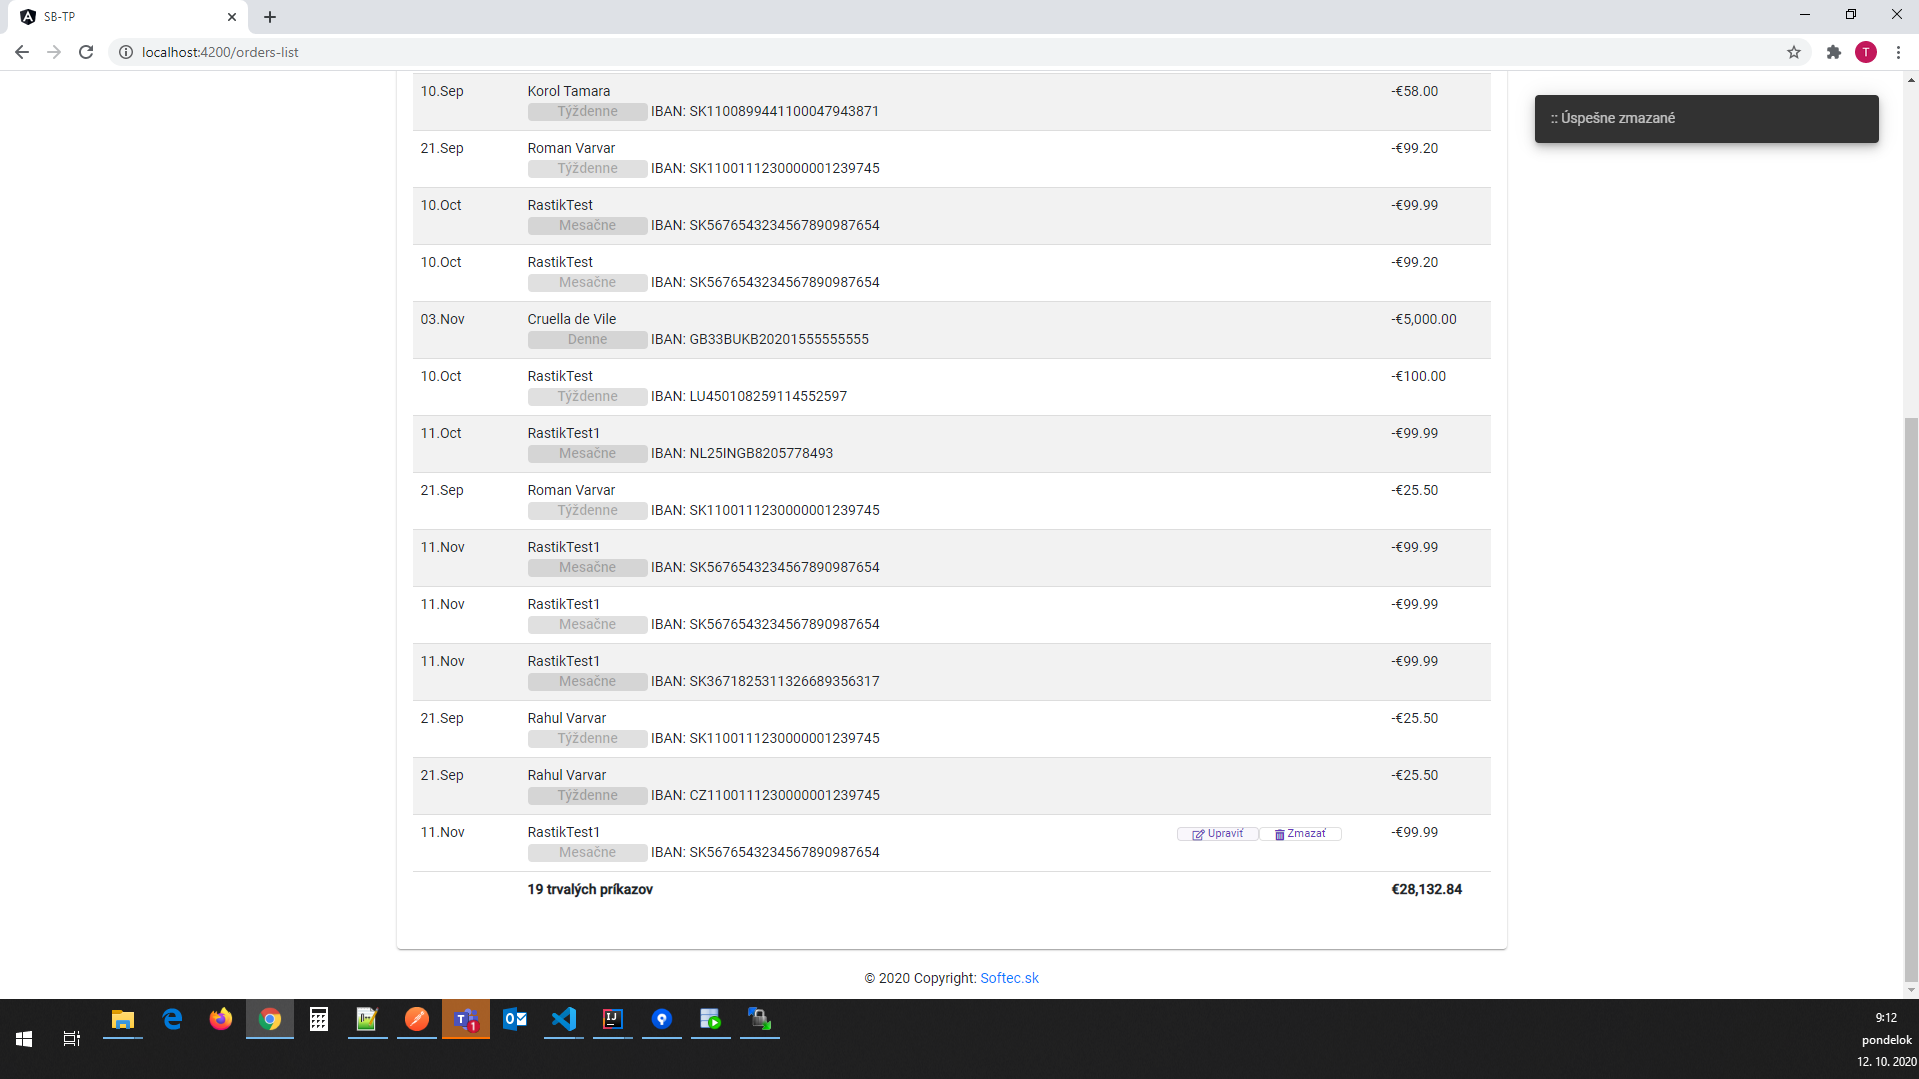 SB-TP
localhost:4200/orders-list
T
10.Sep Korol Tamara -€58.00
Týždenne IBAN: SK1100899441100047943871
:: Úspešne zmazané
21.Sep Roman Varvar -€99.20
Týždenne IBAN: SK1100111230000001239745
10.Oct RastikTest -€99.99
Mesačne IBAN: SK5676543234567890987654
10.Oct RastikTest -€99.20
Mesačne IBAN: SK5676543234567890987654
03.Nov Cruella de Vile -€5,000.00
Denne IBAN: GB33BUKB20201555555555
10.Oct RastikTest -€100.00
Týždenne IBAN: LU450108259114552597
11.Oct RastikTest1 -€99.99
Mesačne IBAN: NL25INGB8205778493
21.Sep Roman Varvar -€25.50
Týždenne IBAN: SK1100111230000001239745
11.Nov RastikTest1 -€99.99
Mesačne IBAN: SK5676543234567890987654
11.Nov RastikTest1 -€99.99
Mesačne IBAN: SK5676543234567890987654
11.Nov RastikTest1 -€99.99
Mesačne IBAN: SK3671825311326689356317
21.Sep Rahul Varvar -€25.50
Týždenne IBAN: SK1100111230000001239745
21.Sep Rahul Varvar -€25.50
Týždenne IBAN: CZ1100111230000001239745
11.Nov RastikTest1 Upraviť Zmazať -€99.99
Mesačne IBAN: SK5676543234567890987654
19 trvalých príkazov €28,132.84
© 2020 Copyright: Softec.sk
9:12
pondelok
12. 10. 2020